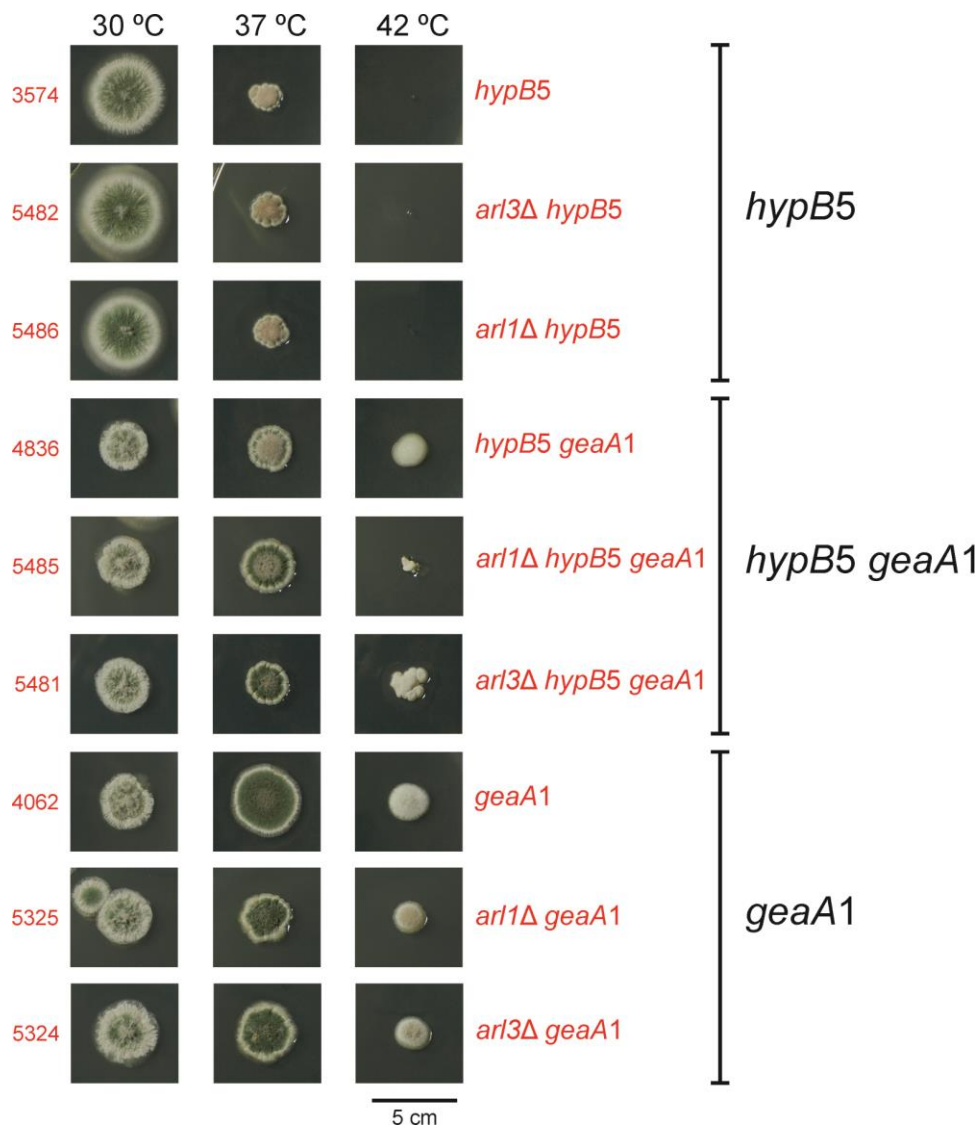 30 ºC 37 ºC 42 ºC
3574 hypB5
5482 arl3Δ hypB5
5486 arl1Δ hypB5
hypB5
4836 hypB5 geaA1
5485 arl1Δ hypB5 geaA1
5481 arl3Δ hypB5 geaA1
hypB5 geaA1
4062 geaA1
5325 arl1Δ geaA1
5324 arl3Δ geaA1
geaA1
5 cm